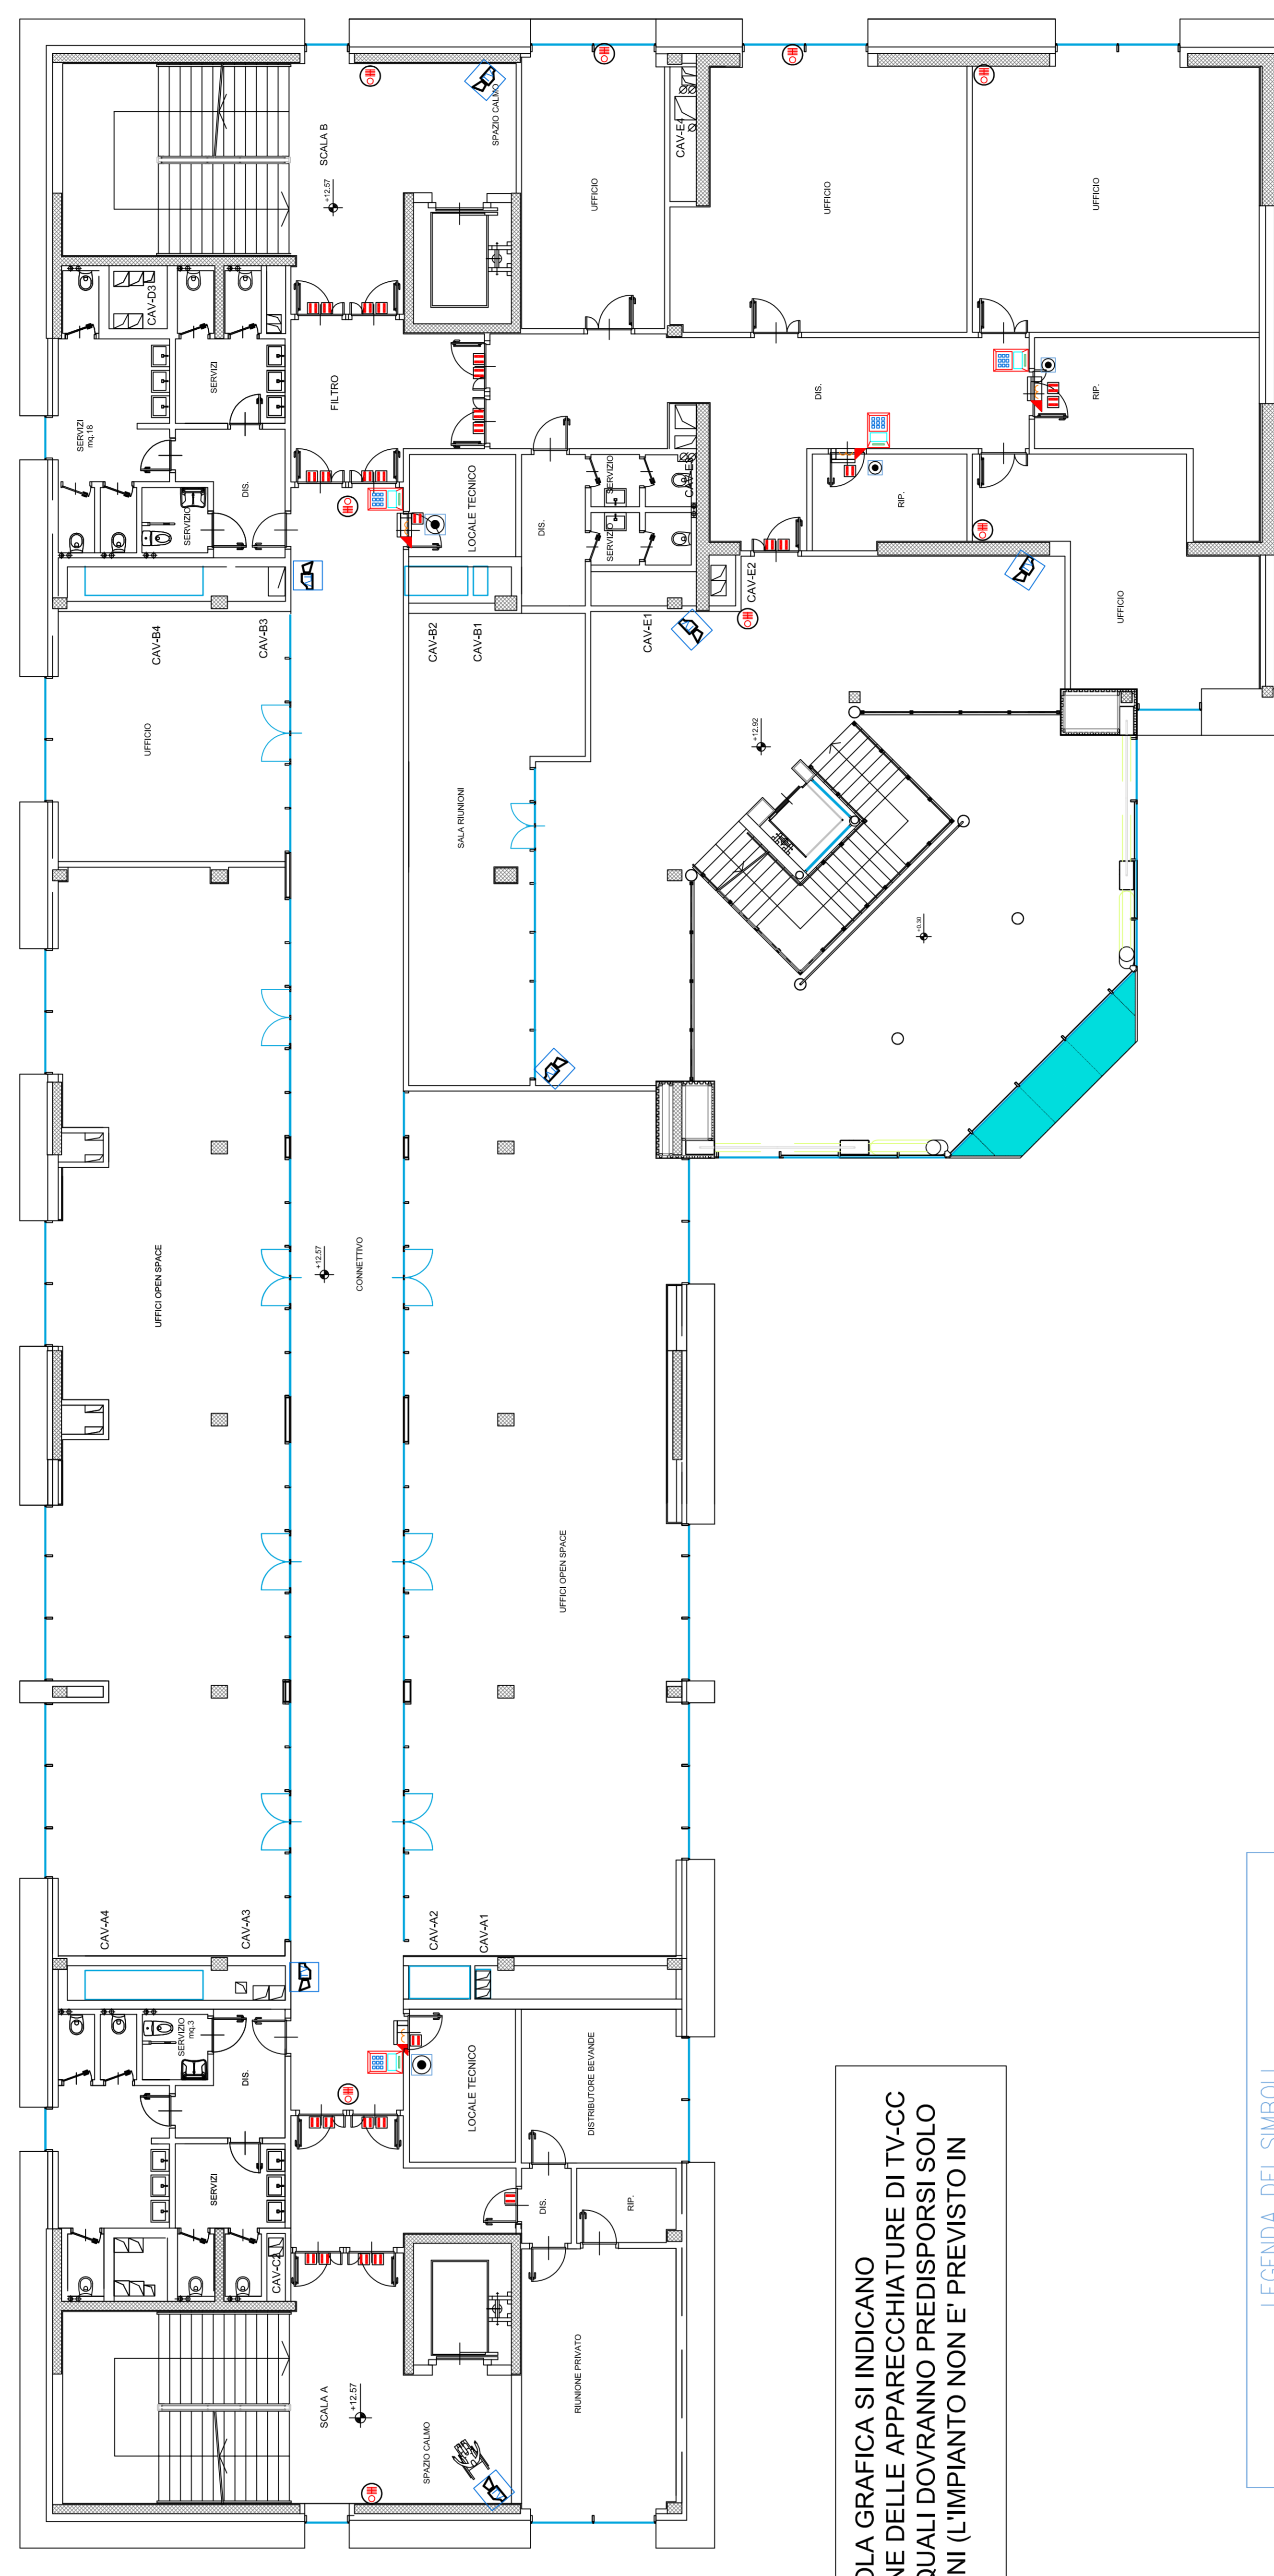 SCALA B
+12.57
SPAZIO CALMO
UFFICIO
CAV-E4
UFFICIO
UFFICIO
CAV-D3
SERVIZI
SERVIZI
mq.18
FILTRO
DIS.
RIP.
SERVIZIO
DIS.
LOCALE TECNICO
DIS.
SERVIZIO
SERVIZIO
RIP.
CAV-B4
CAV-B3
CAV-B2
CAV-B1
CAV-E1
CAV-E2
UFFICIO
UFFICIO
SALA RIUNIONI
+12.92
+0.30
UFFICI OPEN SPACE
+12.57
CONNETTIVO
UFFICI OPEN SPACE
CAV-A4
CAV-A3
CAV-A2
CAV-A1
SERVIZIO
mq.3
DIS.
LOCALE TECNICO
DISTRIBUTORE BEVANDE
SERVIZI
DIS.
RIP.
CAV-C2
SCALA A
+12.57
SPAZIO CALMO
RIUNIONE PRIVATO
OLA GRAFICA SI INDICANO
NE DELLE APPARECCHIATURE DI TV-CC
QUALI DOVRANNO PREDISPORSI SOLO
NI (L'IMPIANTO NON E' PREVISTO IN
LEGENDA DEI SIMBOLI